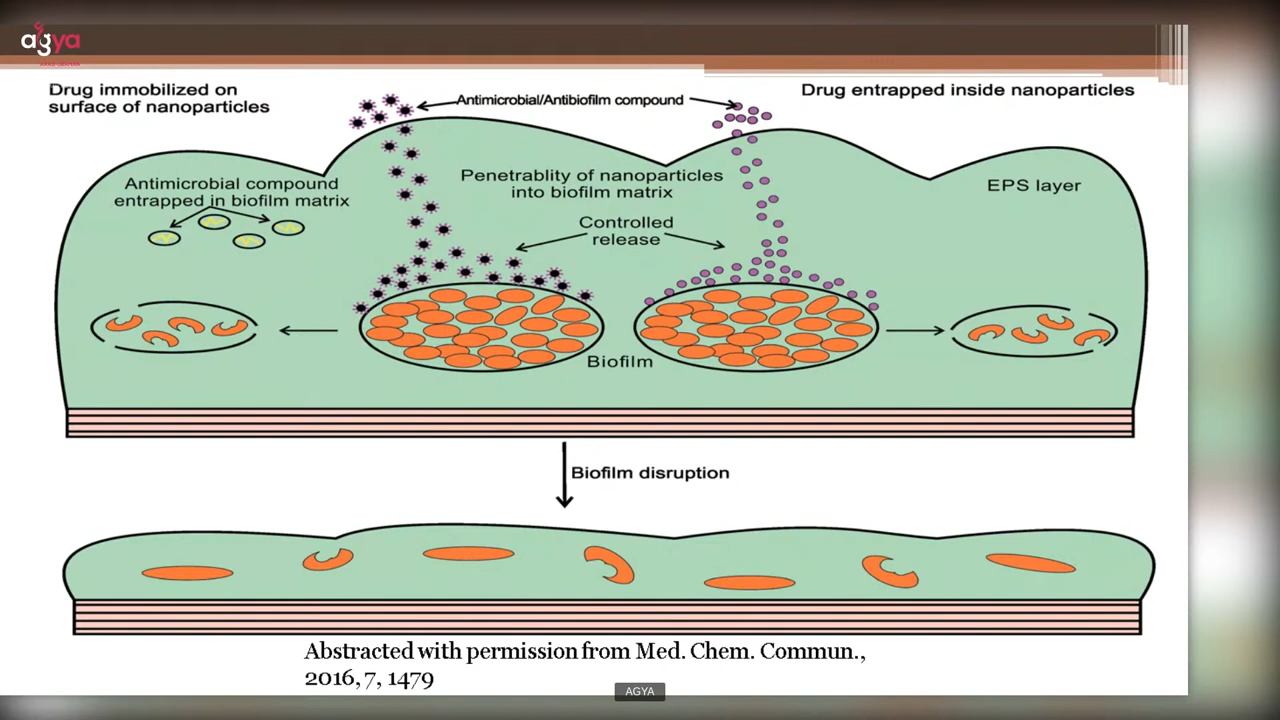 agya
Drug immobilized on
surface of nanoparticles
Antimicrobial/Antibiofilm compound
Drug entrapped inside nanoparticles
Antimicrobial compound
entrapped in biofilm matrix
Penetrablity of nanoparticles
into biofilm matrix
EPS layer
Controlled
release
Biofilm
Biofilm disruption
Abstracted with permission from Med. Chem. Commun.,
2016, 7, 1479
AGYA